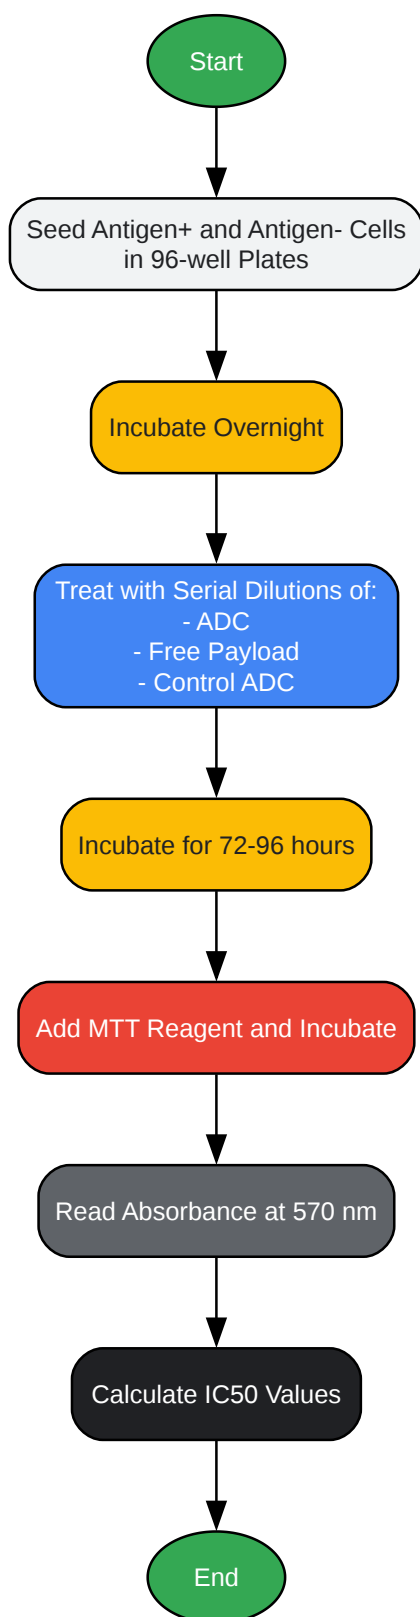 Start
Seed Antigen+ and Antigen- Cells
in 96-well Plates
Incubate Overnight
Treat with Serial Dilutions of:
- ADC
- Free Payload
- Control ADC
Incubate for 72-96 hours
Add MTT Reagent and Incubate
Read Absorbance at 570 nm
Calculate IC50 Values
End